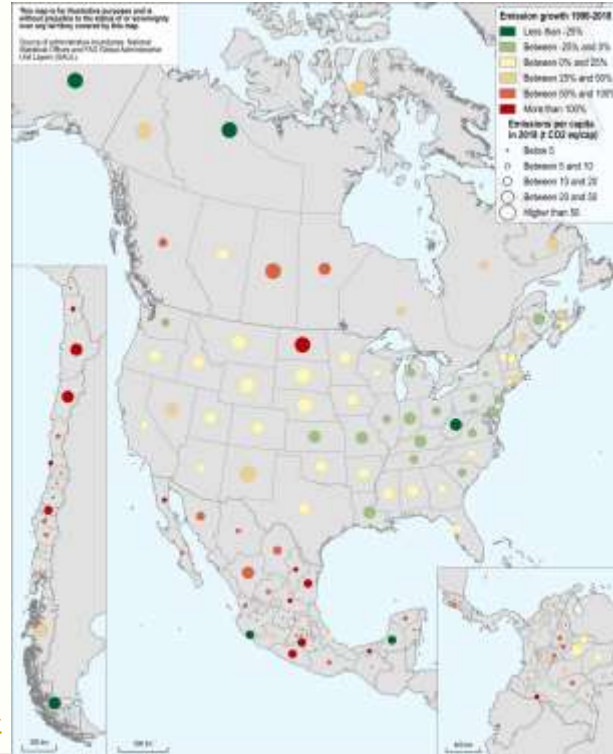 This map is for illustrative purposes and is
without prejudice to the status of or sovereignty
over any territory covered by this map.
Source of administrative boundaries: National
Statistical Offices and FAO Global Administrative
Unit Layers (GAUL).
Emission growth 1990-2018
Less than -25%
Between -25% and 0%
Between 0% and 25%
Between 25% and 50%
Between 50% and 100%
More than 100%
Emissions per capita
in 2018 (t CO2 eq/cap)
Below 5
Between 5 and 10
Between 10 and 20
Between 20 and 50
Higher than 50